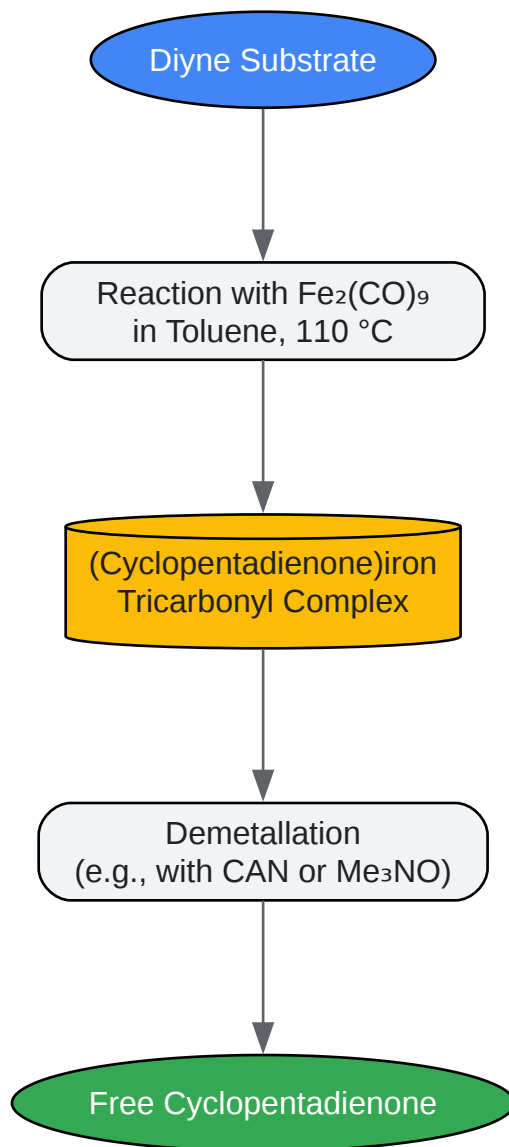 Diyne Substrate
Reaction with Fe₂(CO)₉
in Toluene, 110 °C
(Cyclopentadienone)iron
Tricarbonyl Complex
Demetallation
(e.g., with CAN or Me₃NO)
Free Cyclopentadienone